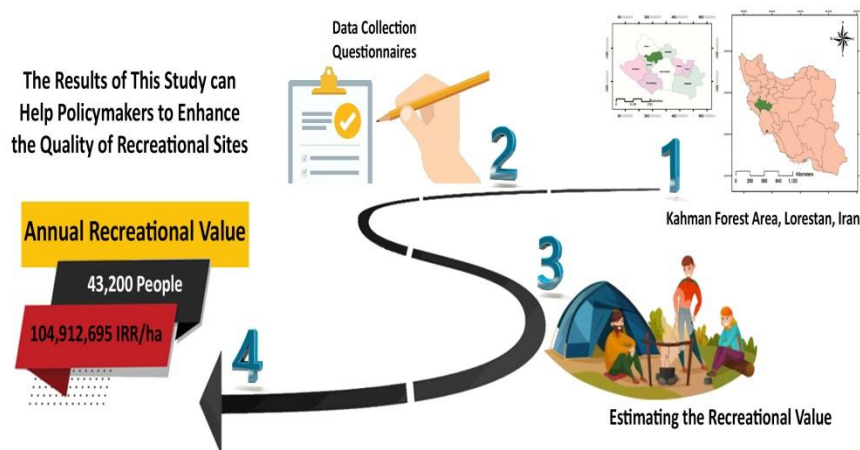 Data Collection
Questionnaires
The Results of This Study can
Help Policymakers to Enhance
the Quality of Recreational Sites
1
2
Kahman Forest Area, Lorestan, Iran
Annual Recreational Value
43,200 People
104,912,695 IRR/ha
3
4
Estimating the Recreational Value